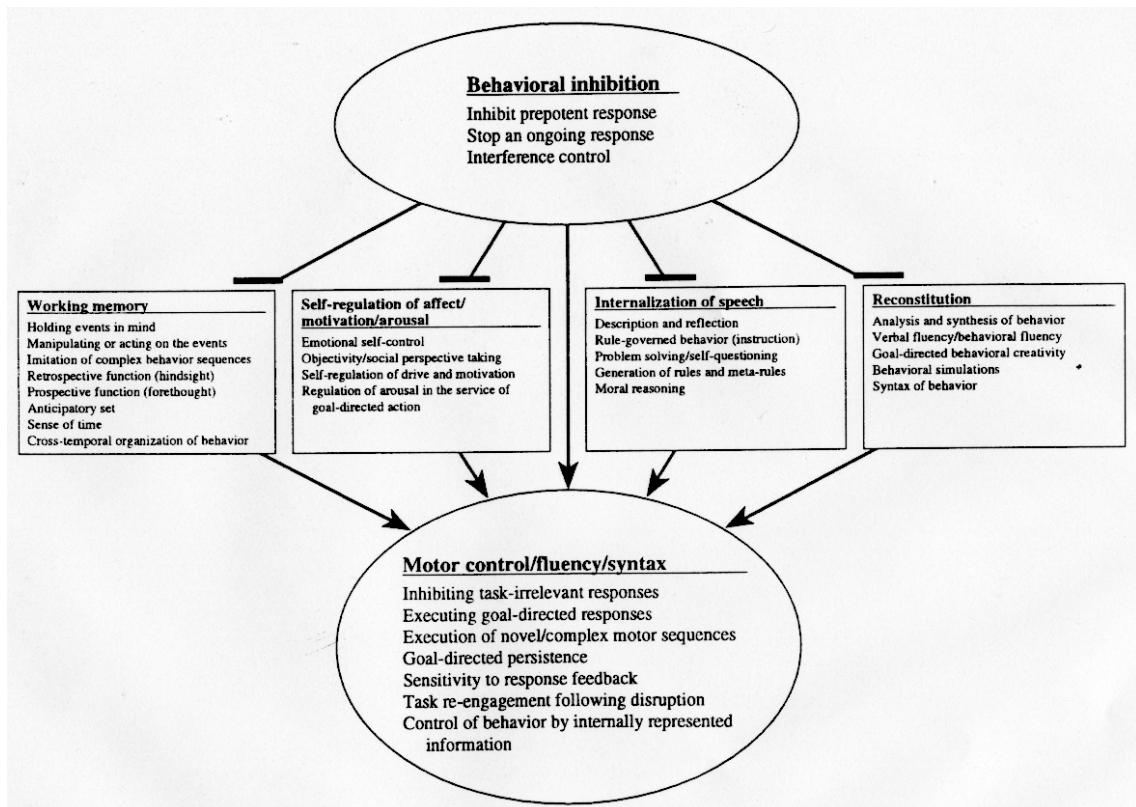 Behavioral inhibition
Inhibit prepotent response
Stop an ongoing response
Interference control
Working memory
Holding events in mind
Manipulating or acting on the events
Imitation of complex behavior sequences
Retrospective function (hindsight)
Prospective function (forethought)
Anticipatory set
Sense of time
Cross-temporal organization of behavior
Self-regulation of affect/
motivation/arousal
Emotional self-control
Objectivity/social perspective taking
Self-regulation of drive and motivation
Regulation of arousal in the service of
goal-directed action
Internalization of speech
Description and reflection
Rule-governed behavior (instruction)
Problem solving/self-questioning
Generation of rules and meta-rules
Moral reasoning
Reconstitution
Analysis and synthesis of behavior
Verbal fluency/behavioral fluency
Goal-directed behavioral creativity
Behavioral simulations
Syntax of behavior
Motor control/fluency/syntax
Inhibiting task-irrelevant responses
Executing goal-directed responses
Execution of novel/complex motor sequences
Goal-directed persistence
Sensitivity to response feedback
Task re-engagement following disruption
Control of behavior by internally represented
information